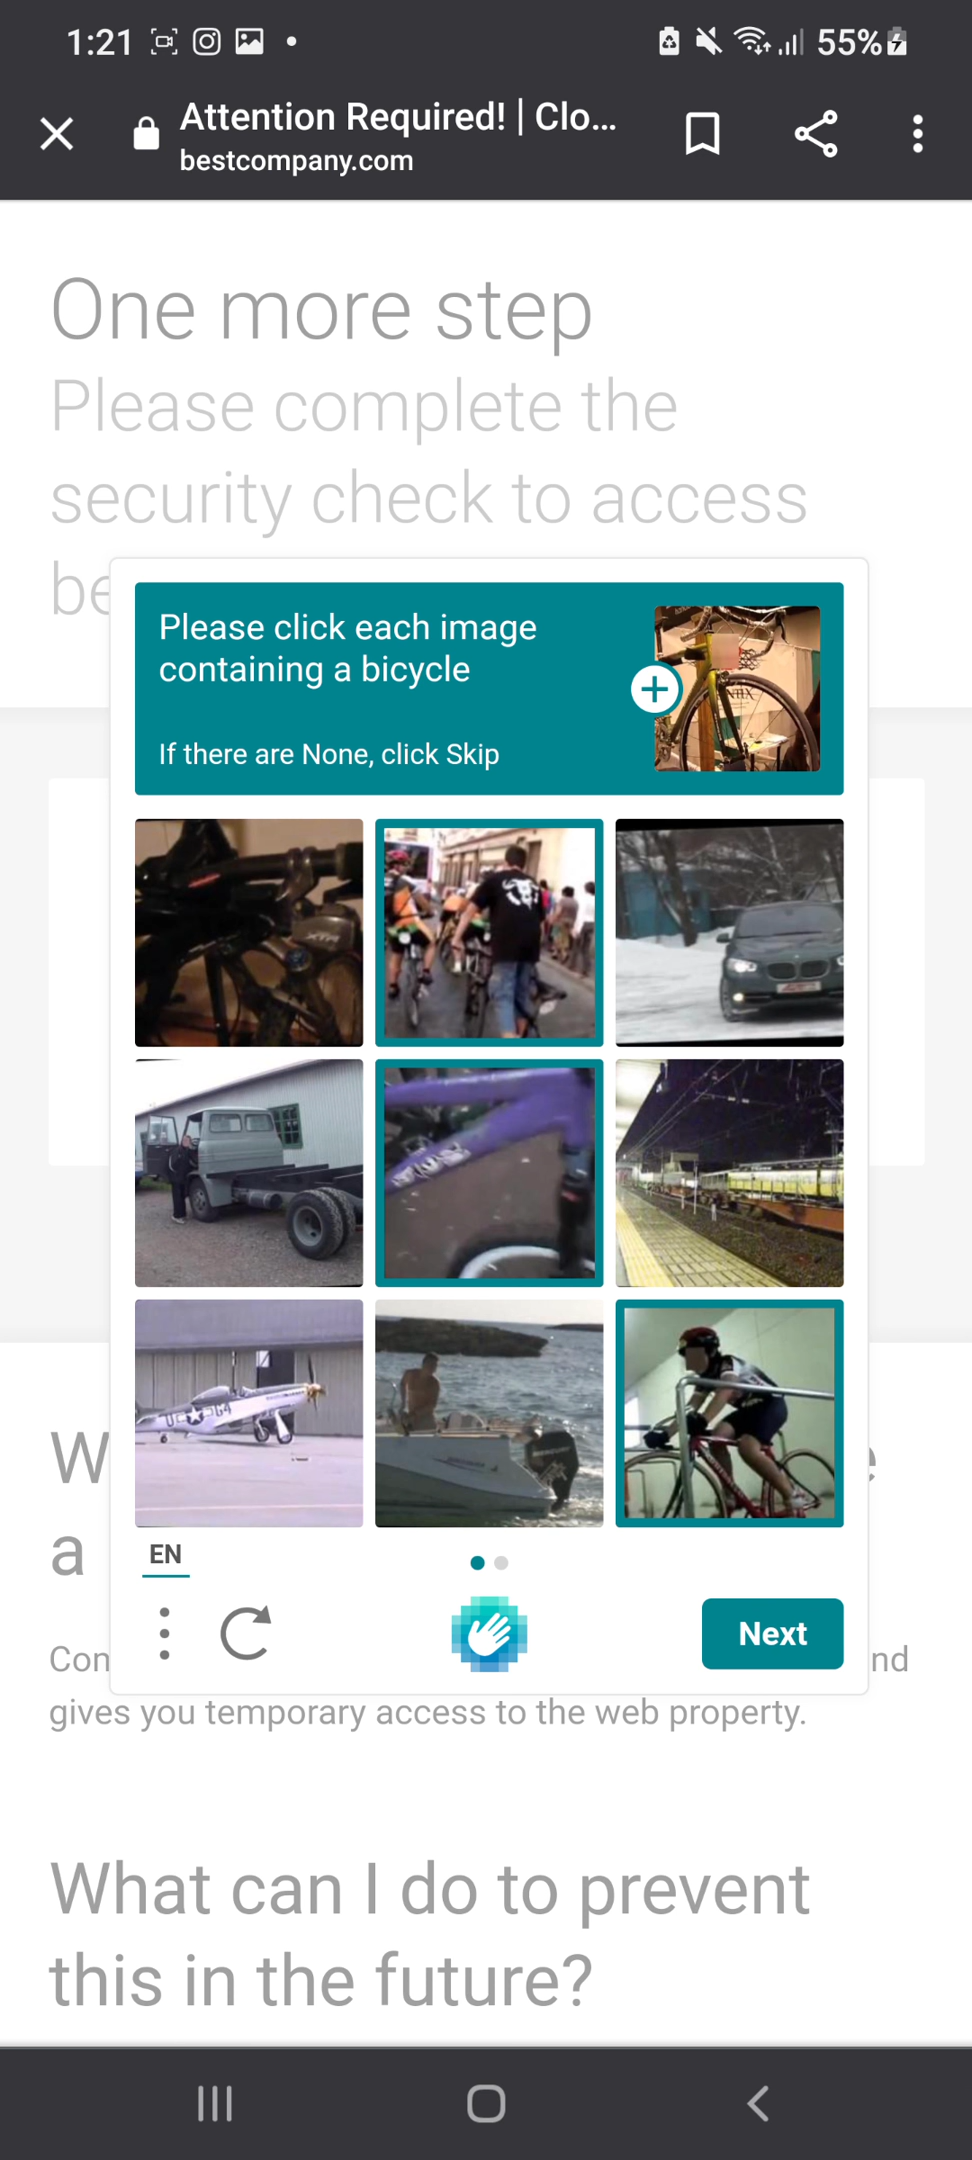 1:21
55%
Attention Required! | Clo...
bestcompany.com
One more step
Please complete the
security check to access
be
Please click each image
containing a bicycle
If there are None, click Skip
XTR
W
e
a
EN
Next
Con
nd
gives you temporary access to the web property.
What can I do to prevent
this in the future?